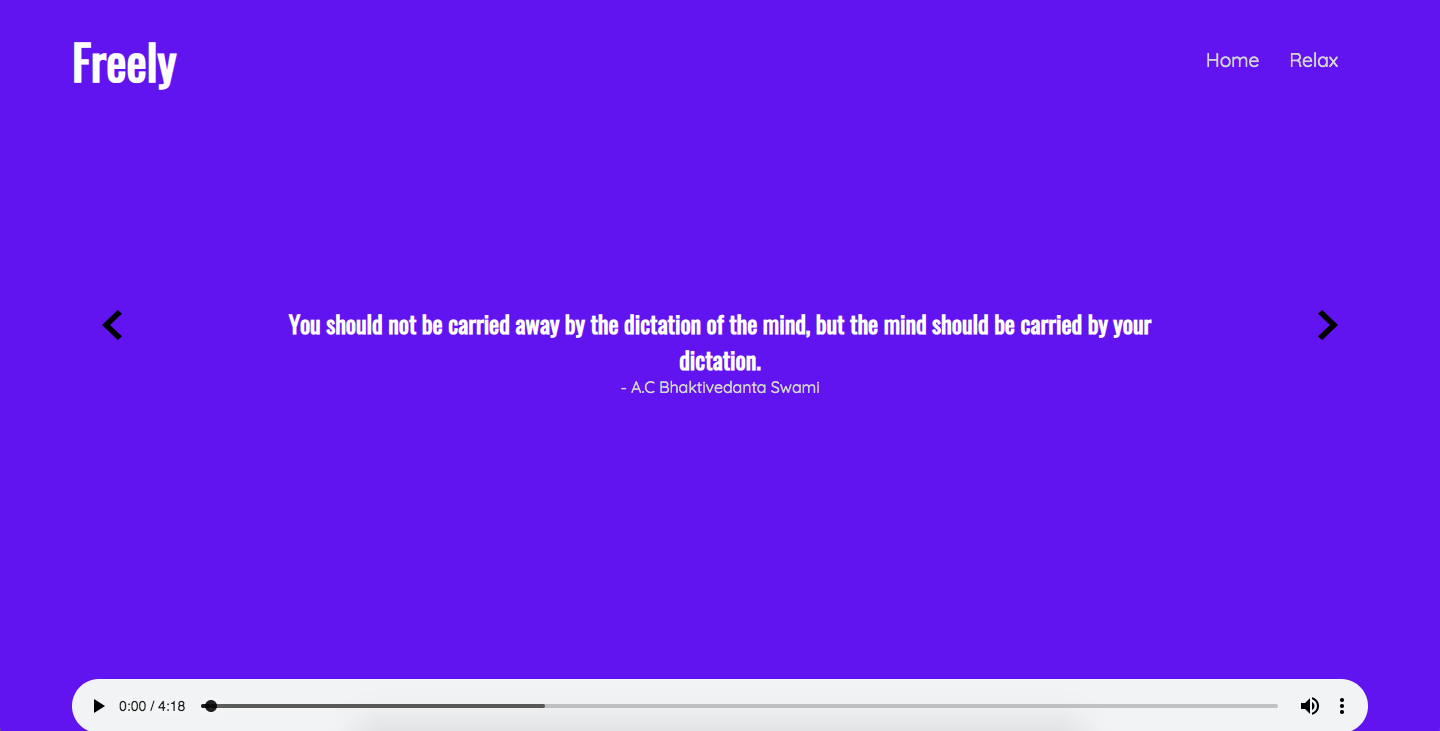 Freely
Home
Relax
You should not be carried away by the dictation of the mind, but the mind should be carried by your
dictation.
- A.C Bhaktivedanta Swami
0:00 / 4:18